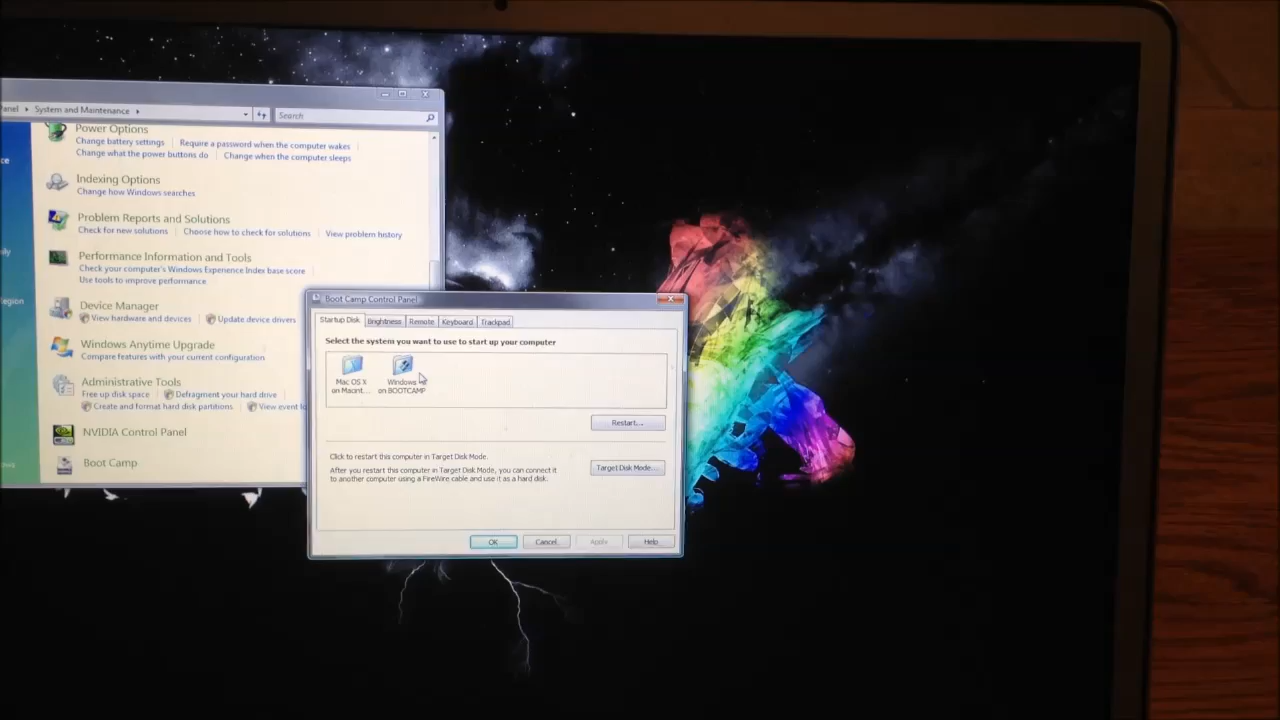 Panel ▸ System and Maintenance ▸
Search
Power Options
Change battery settings
Require a password when the computer wakes
Change what the power buttons do
Change when the computer sleeps
Indexing Options
Change how Windows searches
Problem Reports and Solutions
Check for new solutions
Choose how to check for solutions
View problem history
Performance Information and Tools
Check your computer's Windows Experience Index base score
Use tools to improve performance
Device Manager
View hardware and devices
Update device drivers
Windows Anytime Upgrade
Compare features with your current configuration
Administrative Tools
Free up disk space
Defragment your hard drive
Create and format hard disk partitions
View event lo
NVIDIA Control Panel
Boot Camp
Region
Boot Camp Control Panel
Startup Disk
Brightness
Remote
Keyboard
Trackpad
Select the system you want to use to start up your computer
Mac OS X
on Macint...
Windows
on BOOTCAMP
Restart...
Click to restart this computer in Target Disk Mode.
After you restart this computer in Target Disk Mode, you can connect it
to another computer using a FireWire cable and use it as a hard disk.
Target Disk Mode...
OK
Cancel
Apply
Help